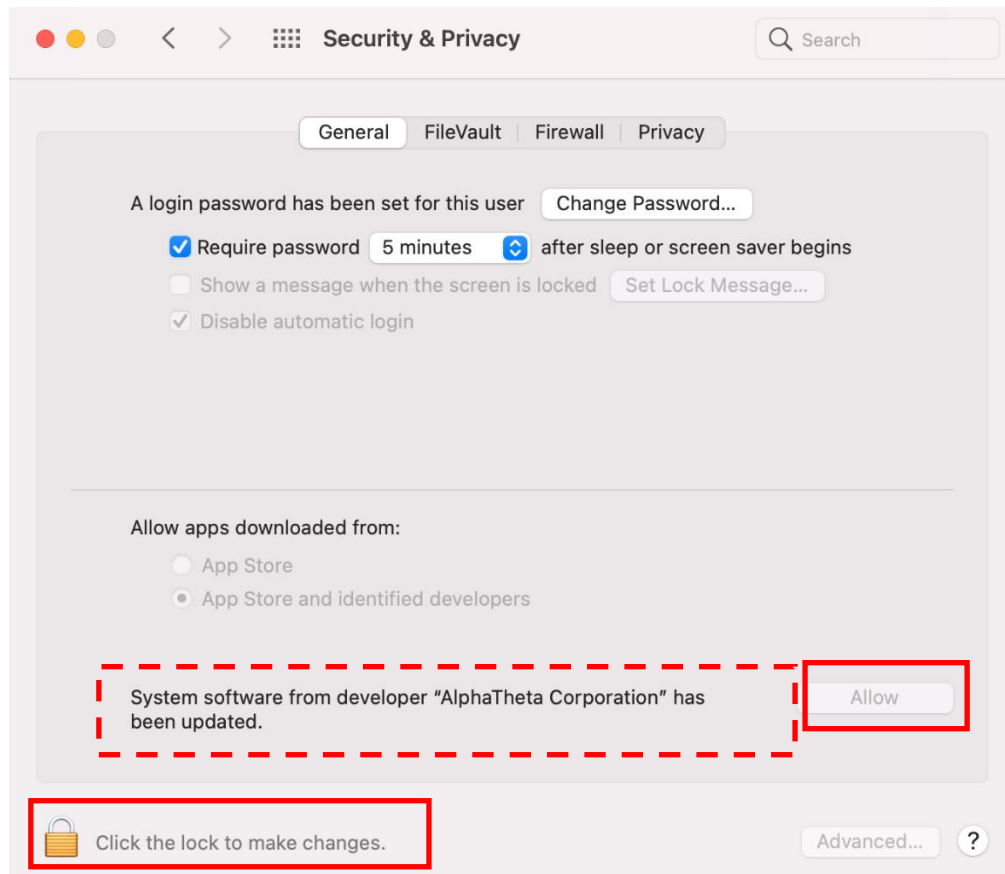 Security & Privacy
Search
General FileVault Firewall Privacy
A login password has been set for this user Change Password...
Require password 5 minutes after sleep or screen saver begins
Show a message when the screen is locked Set Lock Message...
Disable automatic login
Allow apps downloaded from:
App Store
App Store and identified developers
System software from developer “AlphaTheta Corporation” has
been updated.
Allow
Click the lock to make changes.
Advanced... ?